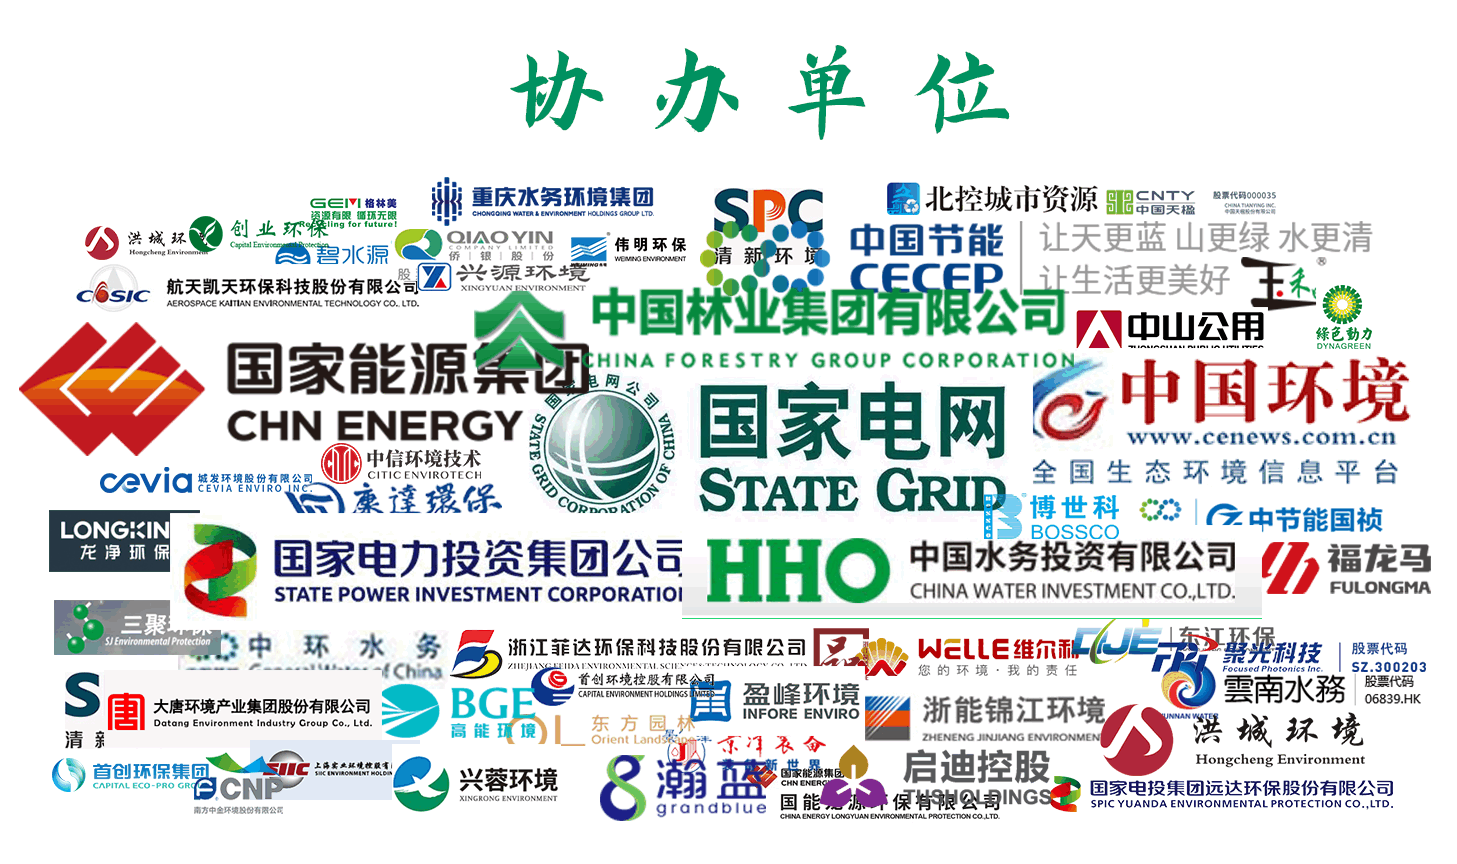 协办单位
GEM 格林美
资源有限 循环无限
Recycling for future!
重庆水务环境集团
CHONGQING WATER & ENVIRONMENT HOLDINGS GROUP LTD.
SPC
清新环境
北控城市资源
CNTY
中国天楹
股票代码000035
CHINA TIANYING INC.
中国天楹股份有限公司
洪城环境
Hongcheng Environment
创业环保
Capital Environmental Protection
碧水源
QIAOYIN
COMPANY LIMITED
侨银股份
伟明环保
WEIMING ENVIRONMENT
中国节能
CECEP
让天更蓝 山更绿 水更清
让生活更美好
玉禾
CASIC
航天凯天环保科技股份有限公司
AEROSPACE KAITIAN ENVIRONMENTAL TECHNOLOGY CO., LTD.
兴源环境
XINGYUAN ENVIRONMENT
中国林业集团有限公司
CHINA FORESTRY GROUP CORPORATION
中山公用
ZHONGSHAN PUBLIC UTILITIES
綠色動力
DYNAGREEN
国家能源集团
CHN ENERGY
国家电网公司
STATE GRID CORPORATION OF CHINA
国家电网
STATE GRID
中国环境
www.cenews.com.cn
全国生态环境信息平台
cevia 城发环境股份有限公司
CEVIA ENVIRO INC.
中信环境技术
CITIC ENVIROTECH
康達環保
博世科
BOSSCO
中节能国祯
LONGKIN
龙净环保
国家电力投资集团公司
STATE POWER INVESTMENT CORPORATION
HHO
中国水务投资有限公司
CHINA WATER INVESTMENT CO.,LTD.
福龙马
FULONGMA
三聚环保
SJ Environmental Protection
中环水务
General Water of China
浙江菲达环保科技股份有限公司
ZHEJIANG FEIDA ENVIRONMENTAL SCIENCE & TECHNOLOGY CO., LTD.
WELLE 维尔利
您的环境·我的责任
DJE
东江环保
聚光科技
Focused Photonics Inc.
股票代码
SZ.300203
雲南水務
YUNNAN WATER
股票代码
06839.HK
S
清新
唐
大唐环境产业集团股份有限公司
Datang Environment Industry Group Co., Ltd.
BGE
高能环境
首创环境控股有限公司
CAPITAL ENVIRONMENT HOLDINGS LIMITED
东方园林
Orient Landscape
盈峰环境
INFORE ENVIRO
浙能锦江环境
ZHENENG JINJIANG ENVIRONMENT
洪城环境
Hongcheng Environment
首创环保集团
CAPITAL ECO-PRO GROUP
上海实业环境控股有
SIIC
SIIC ENVIRONMENT HOLDINGS
CNP
南方中金环境股份有限公司
兴蓉环境
XINGRONG ENVIRONMENT
瀚蓝
grandblue
能新世界
国家能源集团
CHN ENERGY
国能龙源环保有限公司
CHINA ENERGY LONGYUAN ENVIRONMENTAL PROTECTION CO.,LTD.
启迪控股
TUSHOLDINGS
国家电投集团远达环保股份有限公司
SPIC YUANDA ENVIRONMENTAL PROTECTION CO.,LTD.